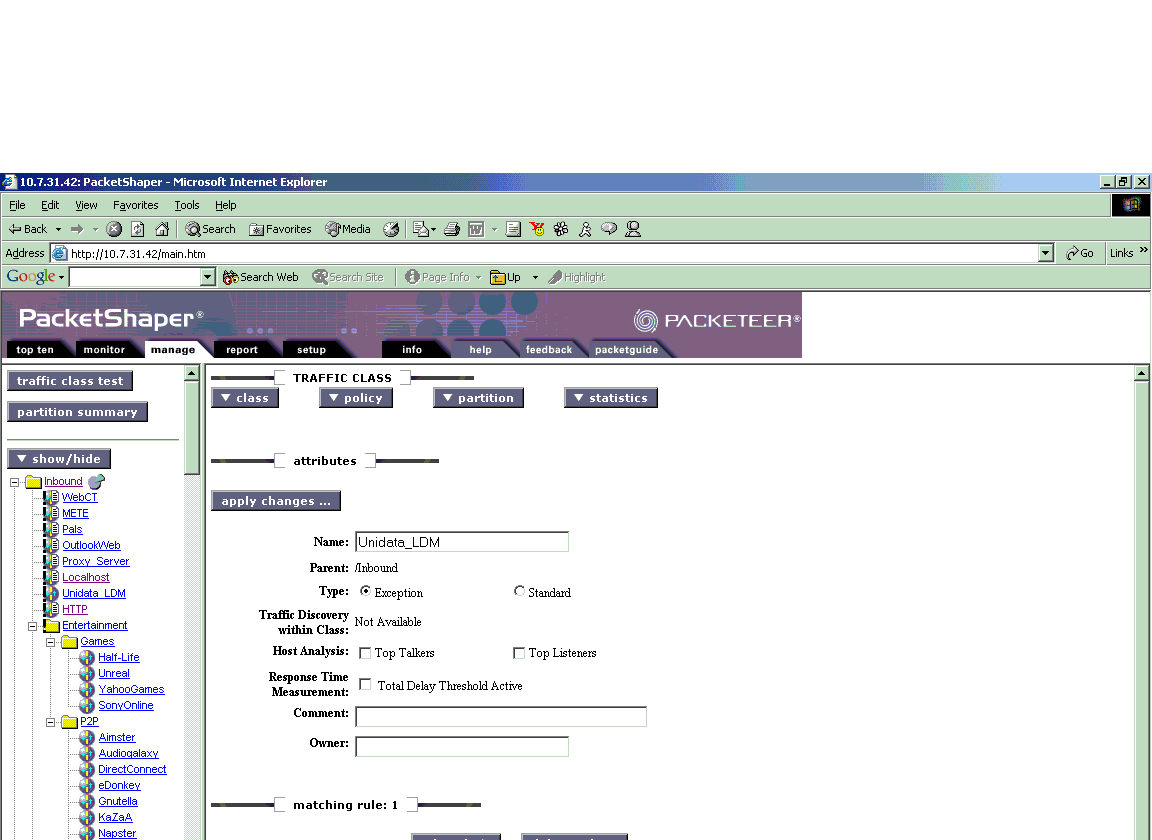 10.7.31.42: PacketShaper - Microsoft Internet Explorer
File Edit View Favorites Tools Help
Back Search Favorites Media
Address http://10.7.31.42/main.htm Go Links »
Google Search Web Search Site Page Info Up Highlight
PacketShaper® PACKETEER®
top ten monitor manage report setup info help feedback packetguide
traffic class test
partition summary
show/hide
Inbound
WebCT
METE
Pals
OutlookWeb
Proxy_Server
Localhost
Unidata_LDM
HTTP
Entertainment
Games
Half-Life
Unreal
YahooGames
SonyOnline
P2P
Aimster
Audiogalaxy
DirectConnect
eDonkey
Gnutella
KaZaA
Napster
TRAFFIC CLASS
class policy partition statistics
attributes
apply changes ...
Name: Unidata_LDM
Parent: /Inbound
Type: Exception Standard
Traffic Discovery
within Class: Not Available
Host Analysis: Top Talkers Top Listeners
Response Time
Measurement: Total Delay Threshold Active
Comment:
Owner:
matching rule: 1